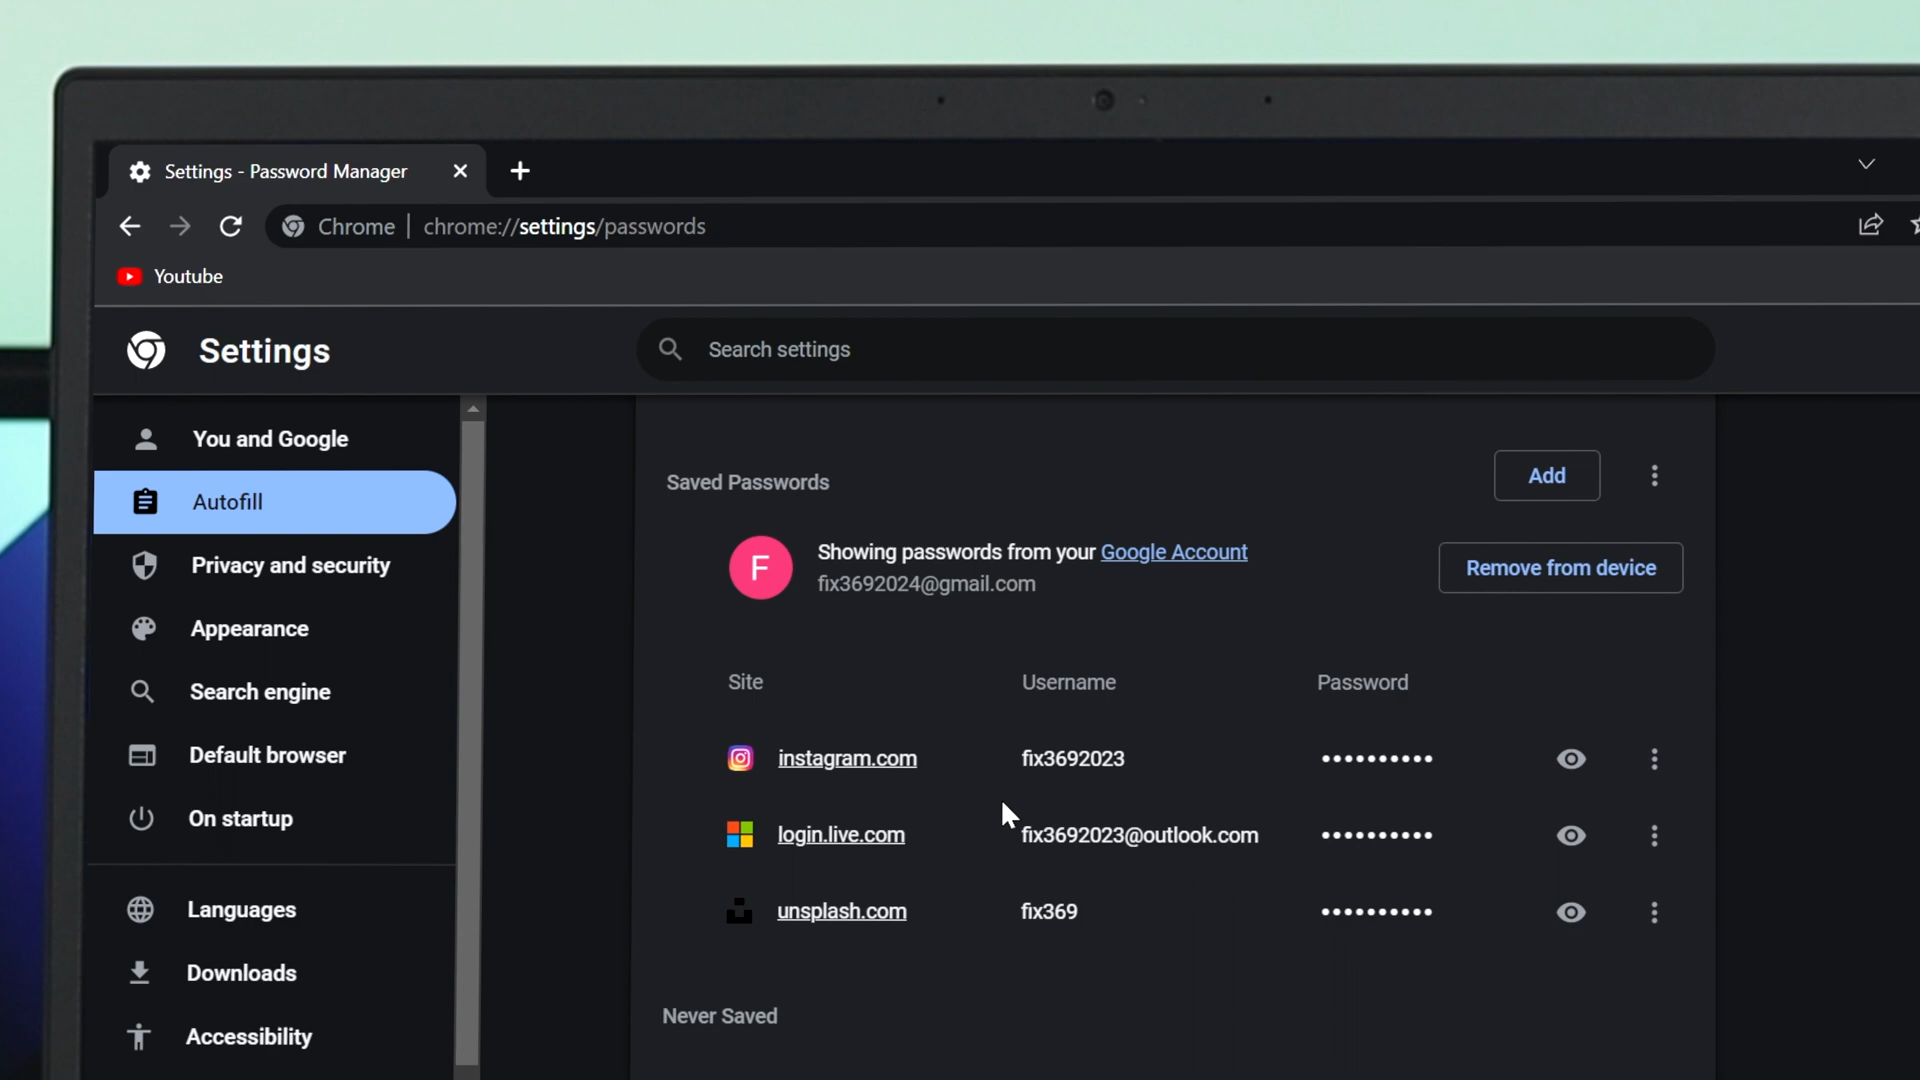 Settings - Password Manager
Chrome | chrome://settings/passwords
Youtube
Settings
Search settings
You and Google
Autofill
Privacy and security
Appearance
Search engine
Default browser
On startup
Languages
Downloads
Accessibility
Saved Passwords
Add
F
Showing passwords from your Google Account
fix3692024@gmail.com
Remove from device
Site Username Password
instagram.com fix3692023 ••••••••••
login.live.com fix3692023@outlook.com ••••••••••
unsplash.com fix369 ••••••••••
Never Saved